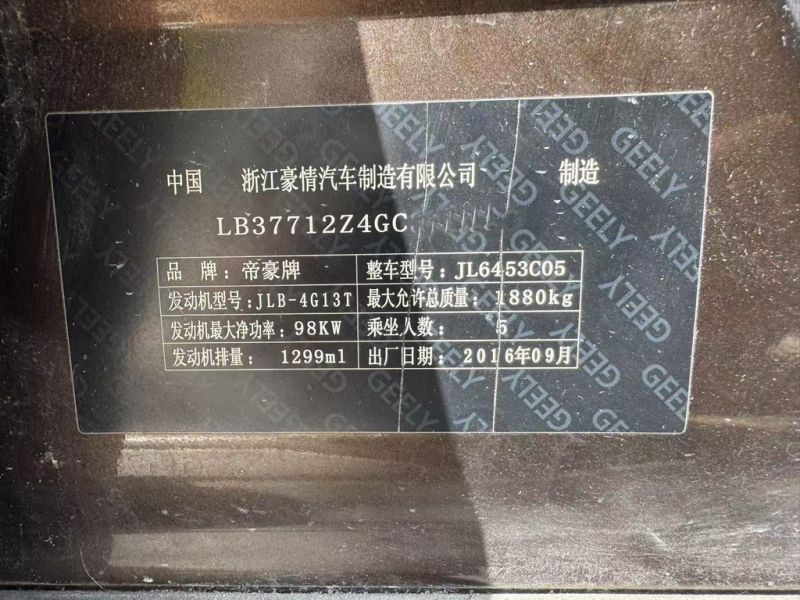 中国 浙江豪情汽车制造有限公司 制造
LB37712Z4GC
品 牌：帝豪牌 整车型号：JL6453C05
发动机型号：JLB-4G13T 最大允许总质量：1880kg
发动机最大净功率：98KW 乘坐人数： 5
发动机排量： 1299ml 出厂日期： 2016年09月
GEELY